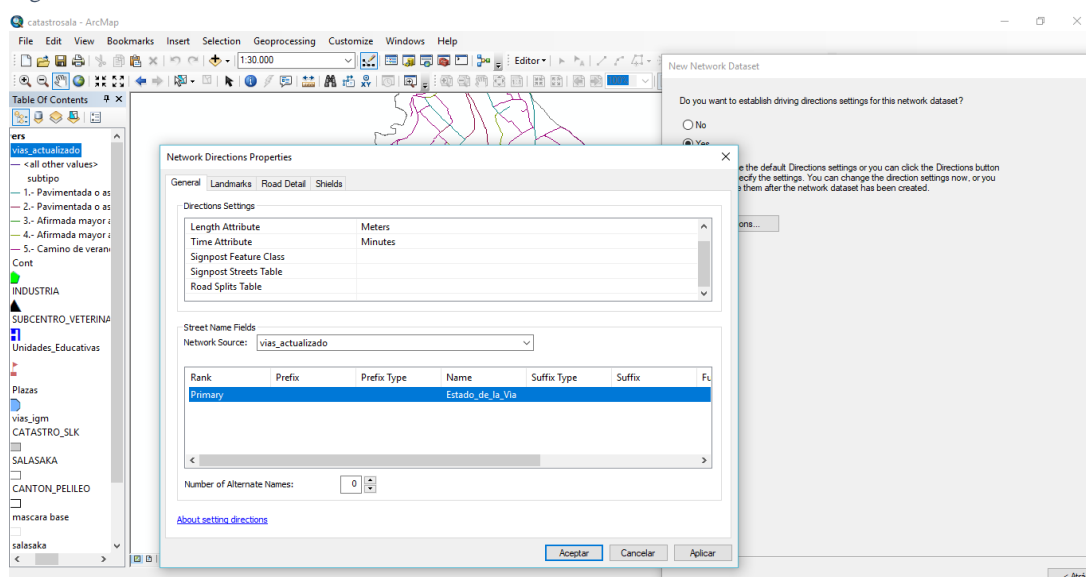 catastrosala - ArcMap
File Edit View Bookmarks Insert Selection Geoprocessing Customize Windows Help
1:30.000
Editor
Table Of Contents
ers
vias_actualizado
<all other values>
subtipo
1.- Pavimentada o as
2.- Pavimentada o as
3.- Afirmada mayor a
4.- Afirmada mayor a
5.- Camino de veran
Cont
INDUSTRIA
SUBCENTRO_VETERINA
Unidades_Educativas
Plazas
vias_igm
CATASTRO_SLK
SALASAKA
CANTON_PELILEO
mascara base
salasaka
Network Directions Properties
General Landmarks Road Detail Shields
Directions Settings
Length Attribute Meters
Time Attribute Minutes
Signpost Feature Class
Signpost Streets Table
Road Splits Table
Street Name Fields
Network Source: vias_actualizado
Rank Prefix Prefix Type Name Suffix Type Suffix Fu
Primary Estado_de_la_Via
Number of Alternate Names: 0
About setting directions
Aceptar Cancelar Aplicar
New Network Dataset
Do you want to establish driving directions settings for this network dataset?
No
Yes
e the default Directions settings or you can click the Directions button
ecify the settings. You can change the direction settings now, or you
e them after the network dataset has been created.
ons...